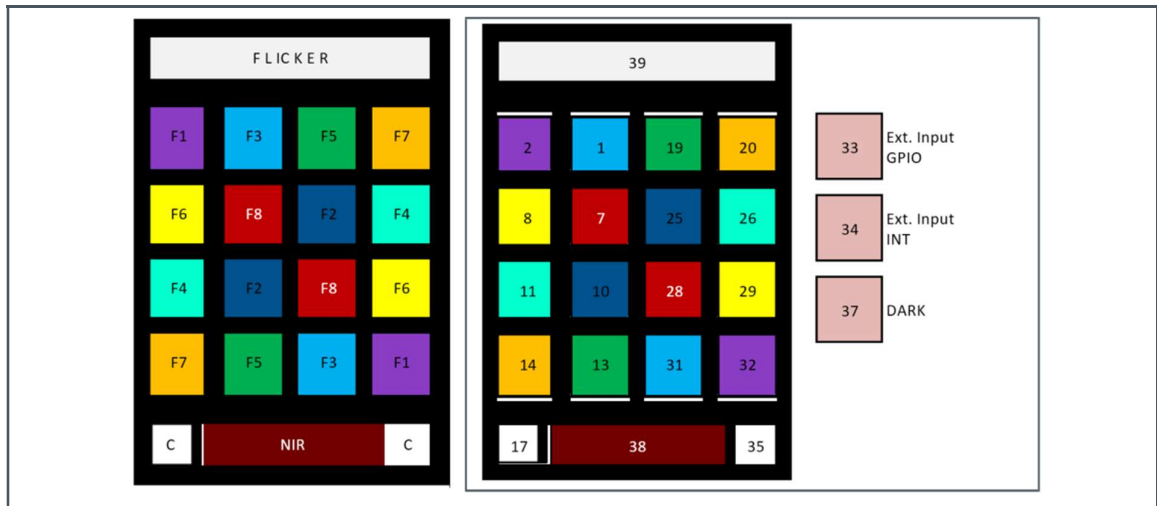 FLICKER
F1 F3 F5 F7
F6 F8 F2 F4
F4 F2 F8 F6
F7 F5 F3 F1
C NIR C
39
2 1 19 20
8 7 25 26
11 10 28 29
14 13 31 32
17 38 35
33 Ext. Input
GPIO
34 Ext. Input
INT
37 DARK